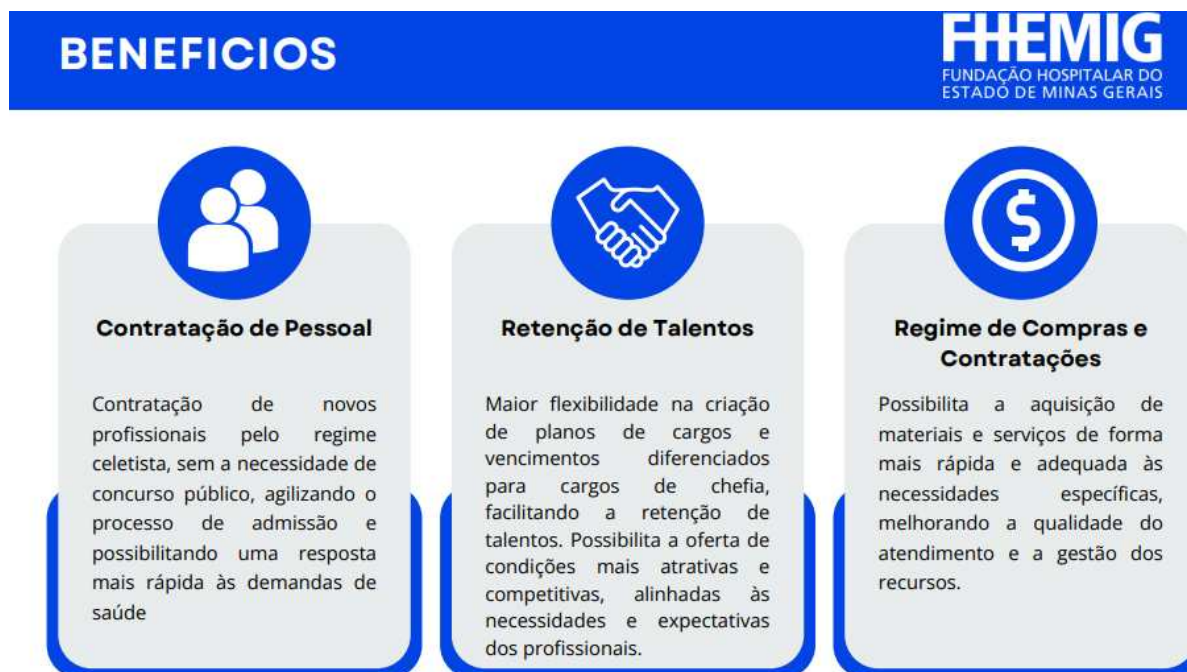 BENEFICIOS
FHEMIG
FUNDAÇÃO HOSPITALAR DO
ESTADO DE MINAS GERAIS
Contratação de Pessoal
Contratação de novos
profissionais pelo regime
celetista, sem a necessidade de
concurso público, agilizando o
processo de admissão e
possibilitando uma resposta
mais rápida às demandas de
saúde
Retenção de Talentos
Maior flexibilidade na criação
de planos de cargos e
vencimentos diferenciados
para cargos de chefia,
facilitando a retenção de
talentos. Possibilita a oferta de
condições mais atrativas e
competitivas, alinhadas às
necessidades e expectativas
dos profissionais.
Regime de Compras e
Contratações
Possibilita a aquisição de
materiais e serviços de forma
mais rápida e adequada às
necessidades específicas,
melhorando a qualidade do
atendimento e a gestão dos
recursos.